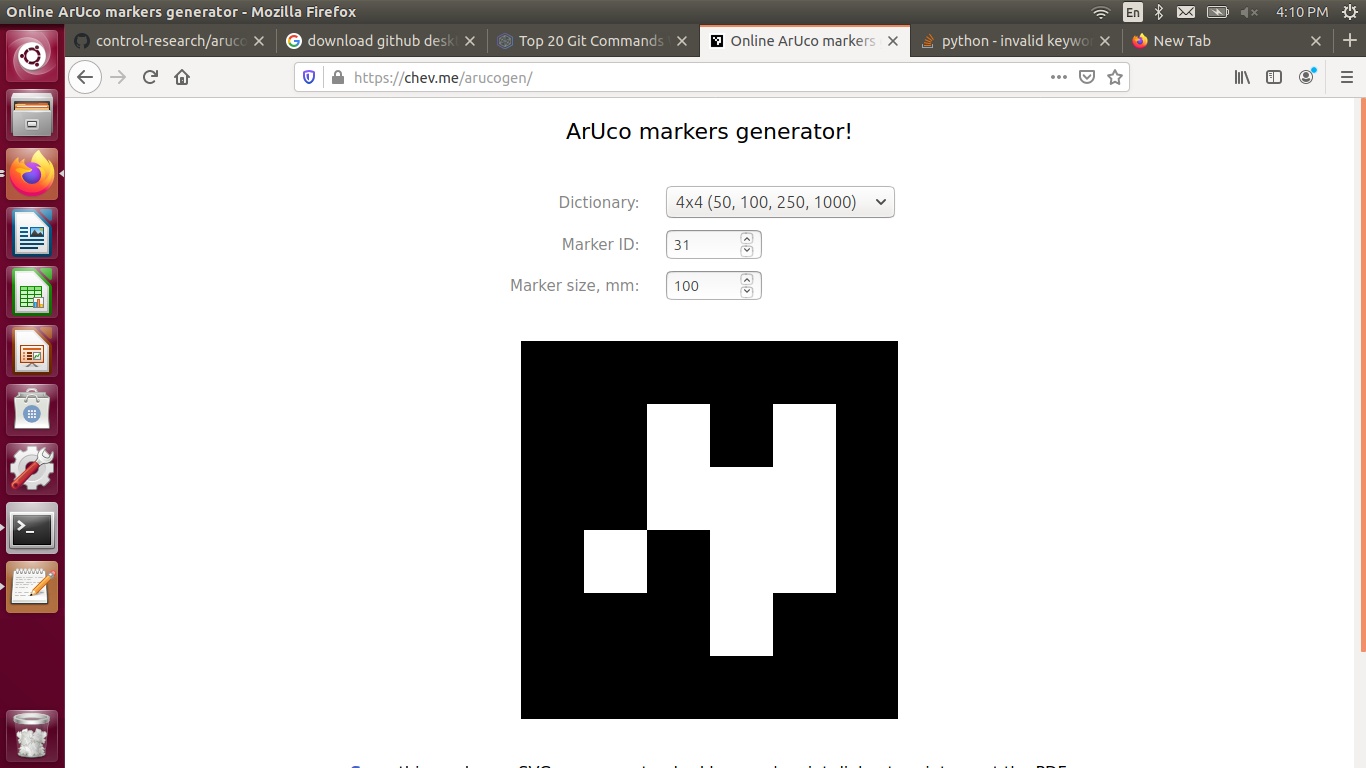 Online ArUco markers generator - Mozilla Firefox
En
4:10 PM
control-research/aruco
download github desk
Top 20 Git Commands
Online ArUco markers
python - invalid keywo
New Tab
https://chev.me/arucogen/
ArUco markers generator!
Dictionary: 4x4 (50, 100, 250, 1000)
Marker ID: 31
Marker size, mm: 100